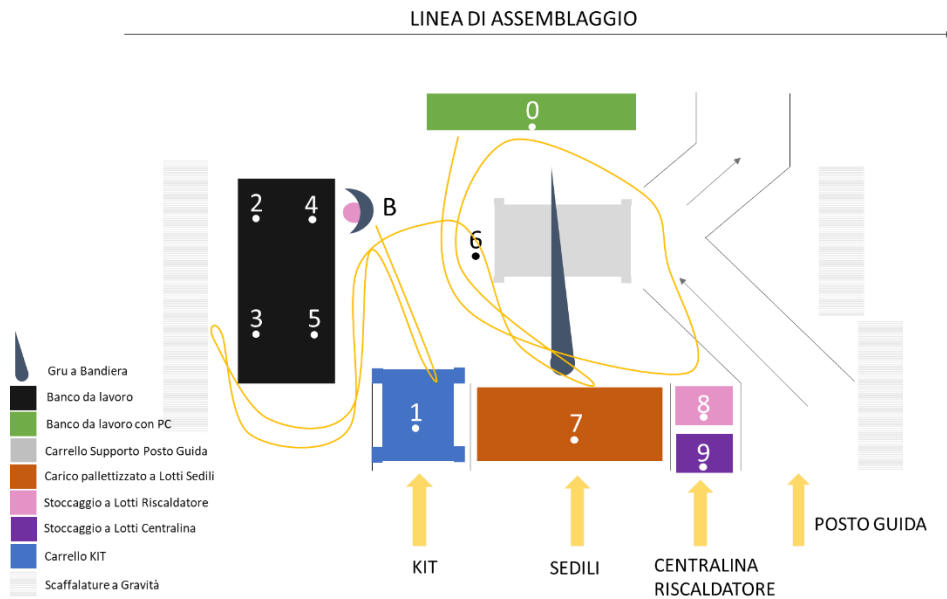 LINEA DI ASSEMBLAGGIO
0
2
4
B
6
3
5
1
7
8
9
Gru a Bandiera
Banco da lavoro
Banco da lavoro con PC
Carrello Supporto Posto Guida
Carico pallettizzato a Lotti Sedili
Stoccaggio a Lotti Riscaldatore
Stoccaggio a Lotti Centralina
Carrello KIT
Scaffalature a Gravità
KIT
SEDILI
CENTRALINA
RISCALDATORE
POSTO GUIDA